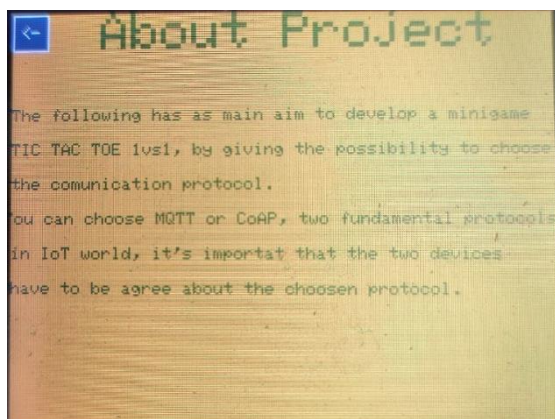 <-
About Project
The following has as main aim to develop a minigame
TIC TAC TOE 1vs1, by giving the possibility to choose
the comunication protocol.
You can choose MQTT or CoAP, two fundamental protocols
in IoT world, it's importat that the two devices
have to be agree about the choosen protocol.